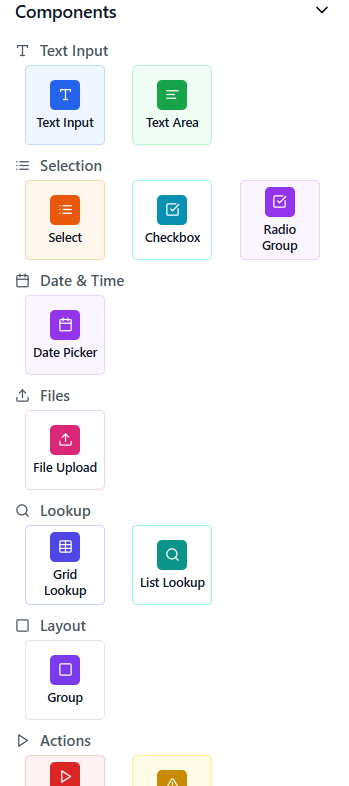 Components
Text Input
Text Input
Text Area
Selection
Select
Checkbox
Radio
Group
Date & Time
Date Picker
Files
File Upload
Lookup
Grid
Lookup
List Lookup
Layout
Group
Actions